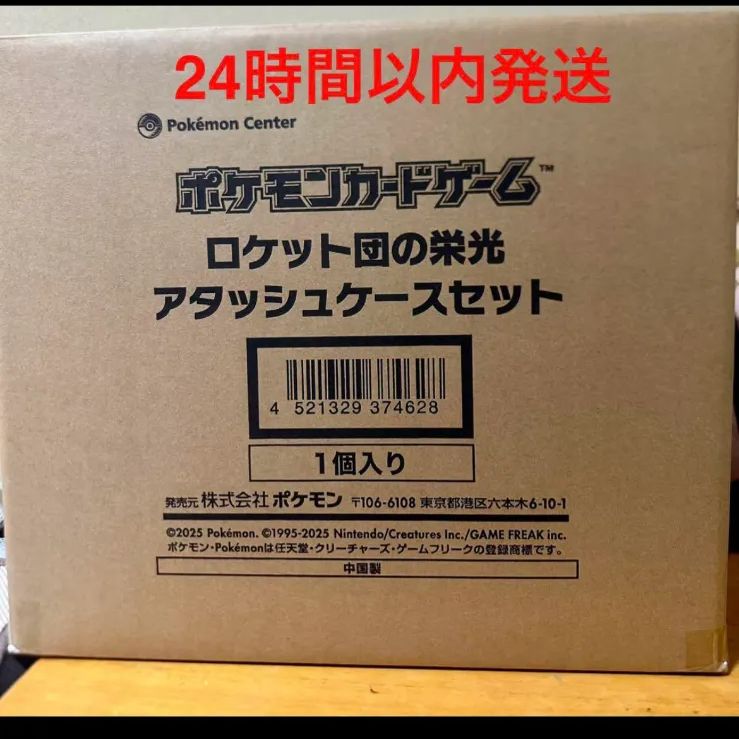 24時間以内発送
Pokémon Center
ポケモンカードゲーム™
ロケット団の栄光
アタッシュケースセット
4 521329 374628
1個入り
発売元 株式会社 ポケモン 〒106-6108 東京都港区六本木6-10-1
©2025 Pokémon. ©1995-2025 Nintendo/Creatures Inc./GAME FREAK inc.
ポケモン・Pokémonは任天堂・クリーチャーズ・ゲームフリークの登録商標です。
中国製